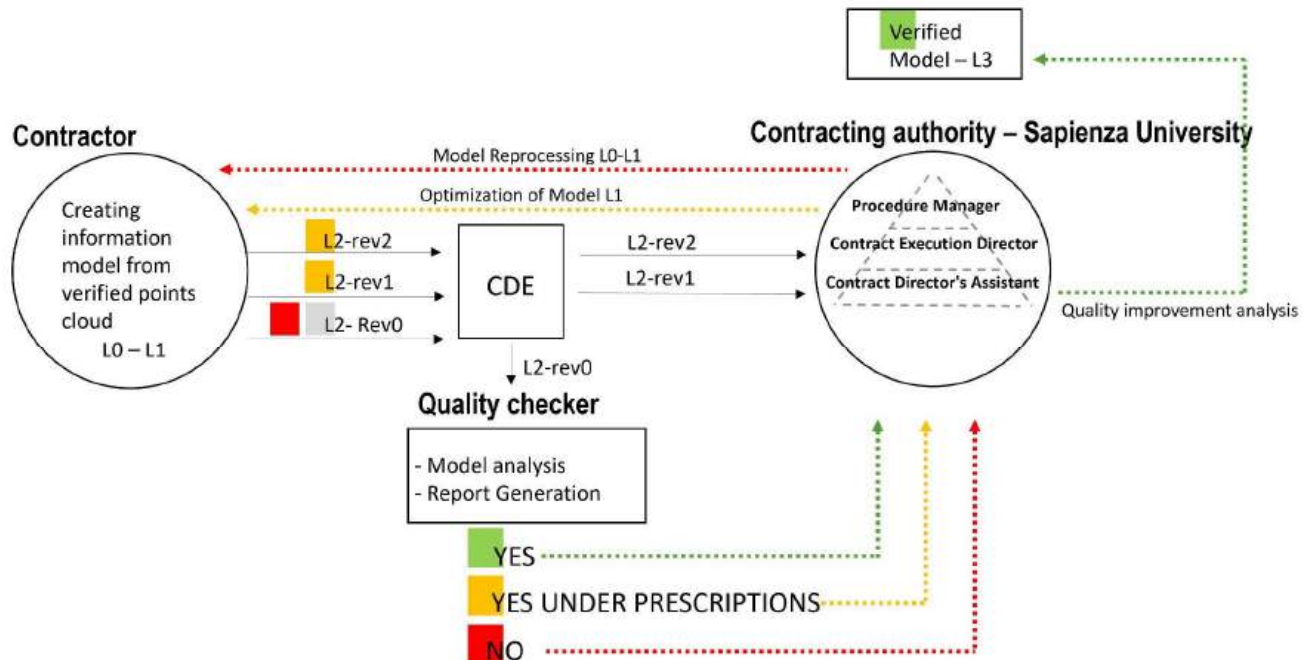 Verified
Model – L3
Contractor
Contracting authority – Sapienza University
Model Reprocessing L0-L1
Optimization of Model L1
Creating
information
model from
verified points
cloud
L0 – L1
L2-rev2
L2-rev1
L2- Rev0
CDE
L2-rev2
L2-rev1
L2-rev0
Procedure Manager
Contract Execution Director
Contract Director's Assistant
Quality improvement analysis
Quality checker
- Model analysis
- Report Generation
YES
YES UNDER PRESCRIPTIONS
NO